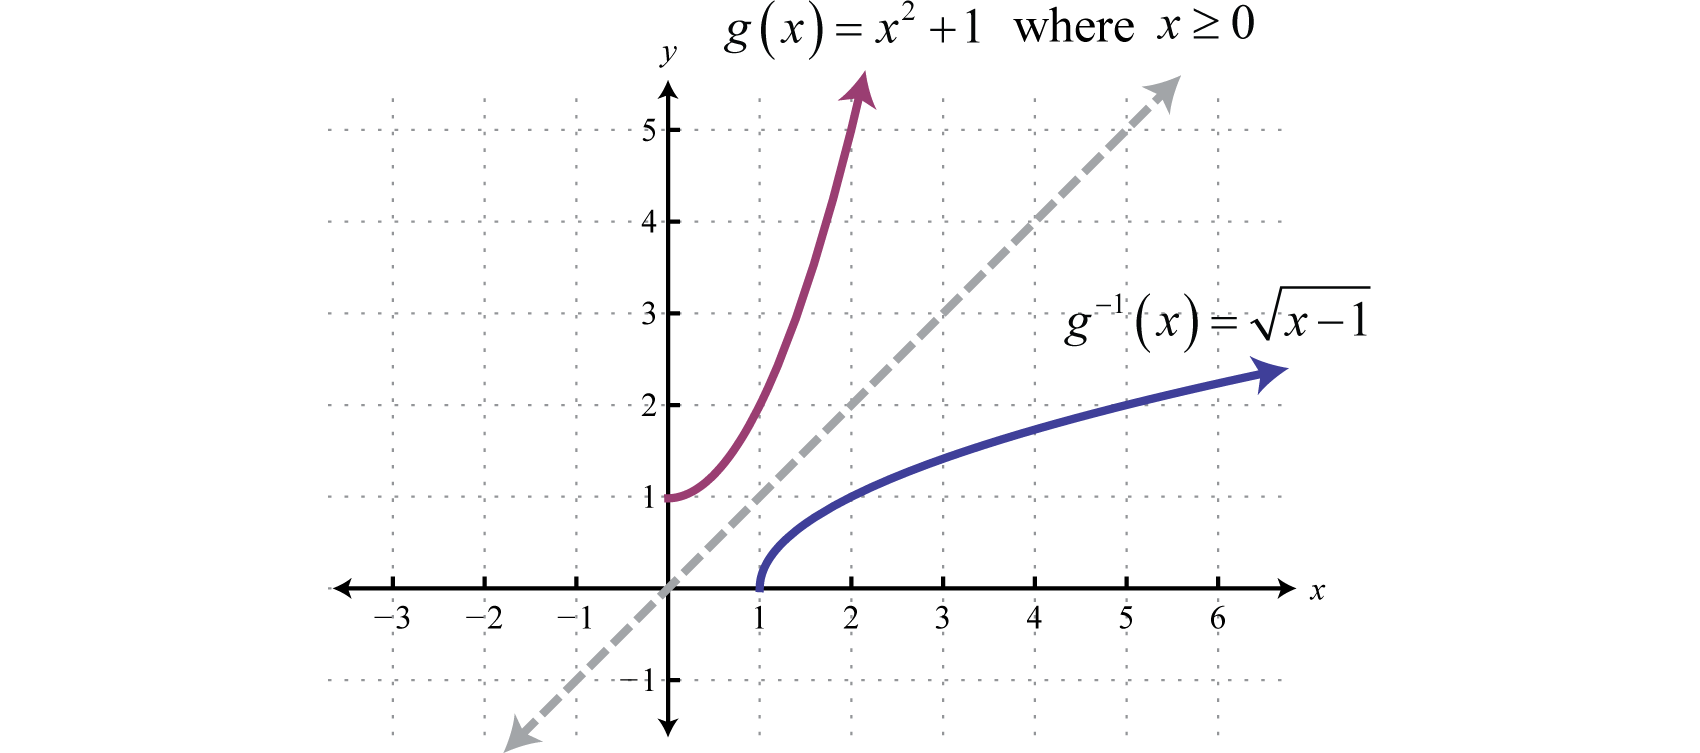 g(x) = x² + 1 where x ≥ 0
y
5
4
3
g⁻¹(x) = √(x − 1)
2
1
x
−3 −2 −1 1 2 3 4 5 6
−1